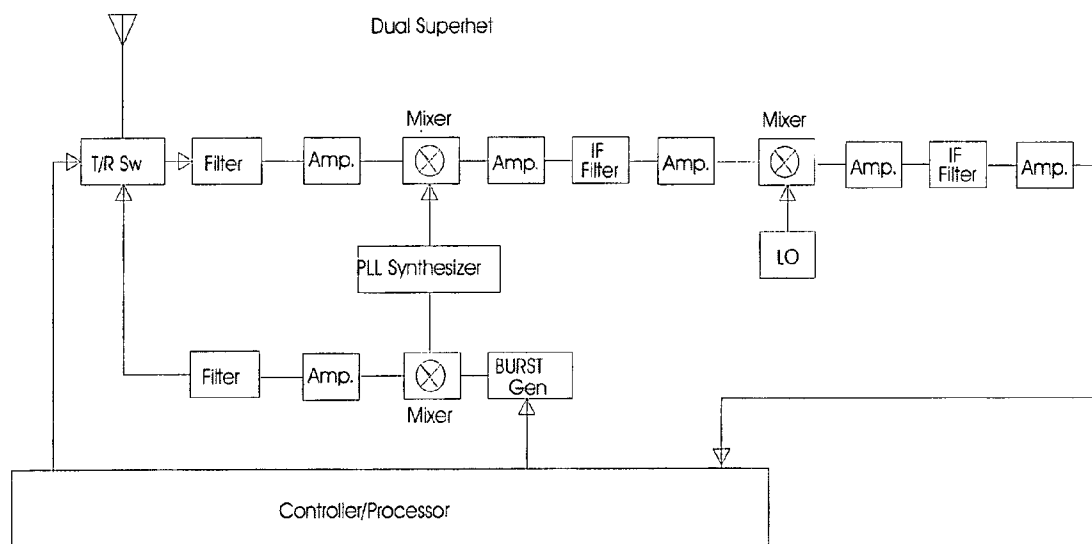 Dual Superhet
Mixer
Mixer
T/R Sw
Filter
Amp.
Amp.
IF
Filter
Amp.
Amp.
IF
Filter
Amp.
PLL Synthesizer
LO
Filter
Amp.
BURST
Gen
Mixer
Controller/Processor